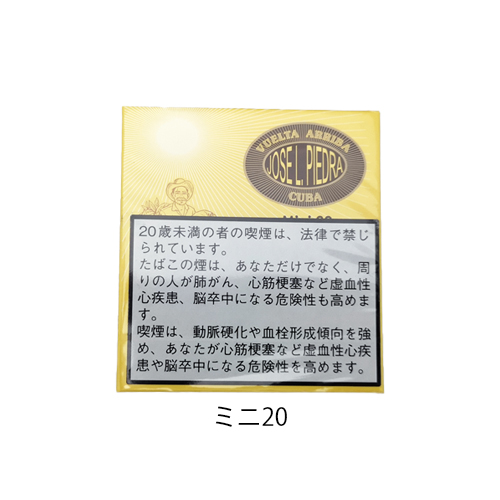 VUELTA ARRIBA
JOSE L. PIEDRA
CUBA
20歳未満の者の喫煙は、法律で禁じ
られています。
たばこの煙は、あなただけでなく、周
りの人が肺がん、心筋梗塞など虚血性
心疾患、脳卒中になる危険性も高めま
す。
喫煙は、動脈硬化や血栓形成傾向を強
め、あなたが心筋梗塞など虚血性心疾
患や脳卒中になる危険性を高めます。
ミニ20